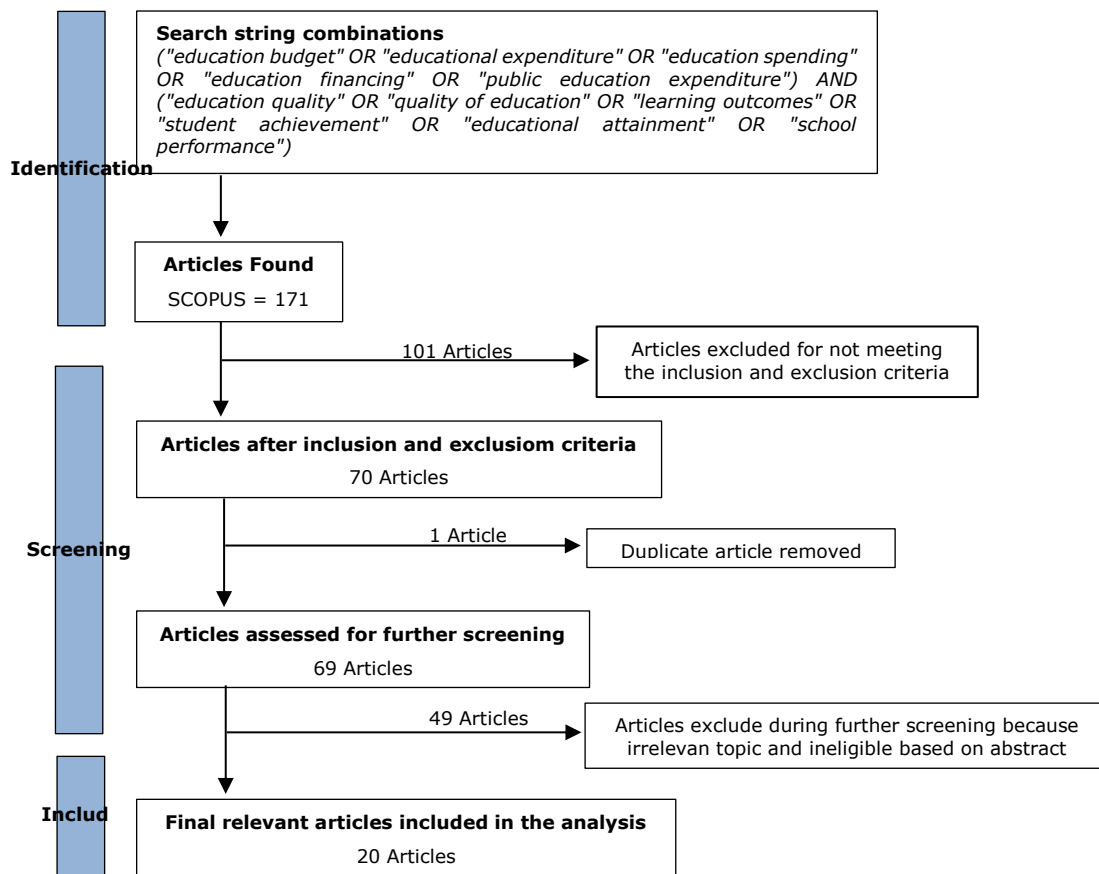 Identification
Search string combinations
("education budget" OR "educational expenditure" OR "education spending"
OR "education financing" OR "public education expenditure") AND
("education quality" OR "quality of education" OR "learning outcomes" OR
"student achievement" OR "educational attainment" OR "school
performance")
Articles Found
SCOPUS = 171
101 Articles
Articles excluded for not meeting
the inclusion and exclusion criteria
Screening
Articles after inclusion and exclusiom criteria
70 Articles
1 Article
Duplicate article removed
Articles assessed for further screening
69 Articles
49 Articles
Articles exclude during further screening because
irrelevan topic and ineligible based on abstract
Includ
Final relevant articles included in the analysis
20 Articles